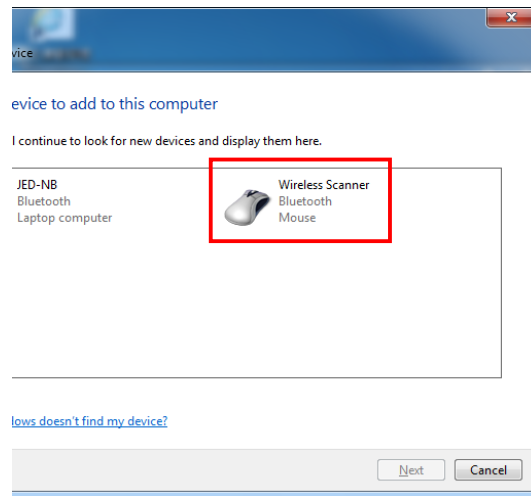 vice
evice to add to this computer
l continue to look for new devices and display them here.
JED-NB
Bluetooth
Laptop computer
Wireless Scanner
Bluetooth
Mouse
lows doesn't find my device?
Next
Cancel